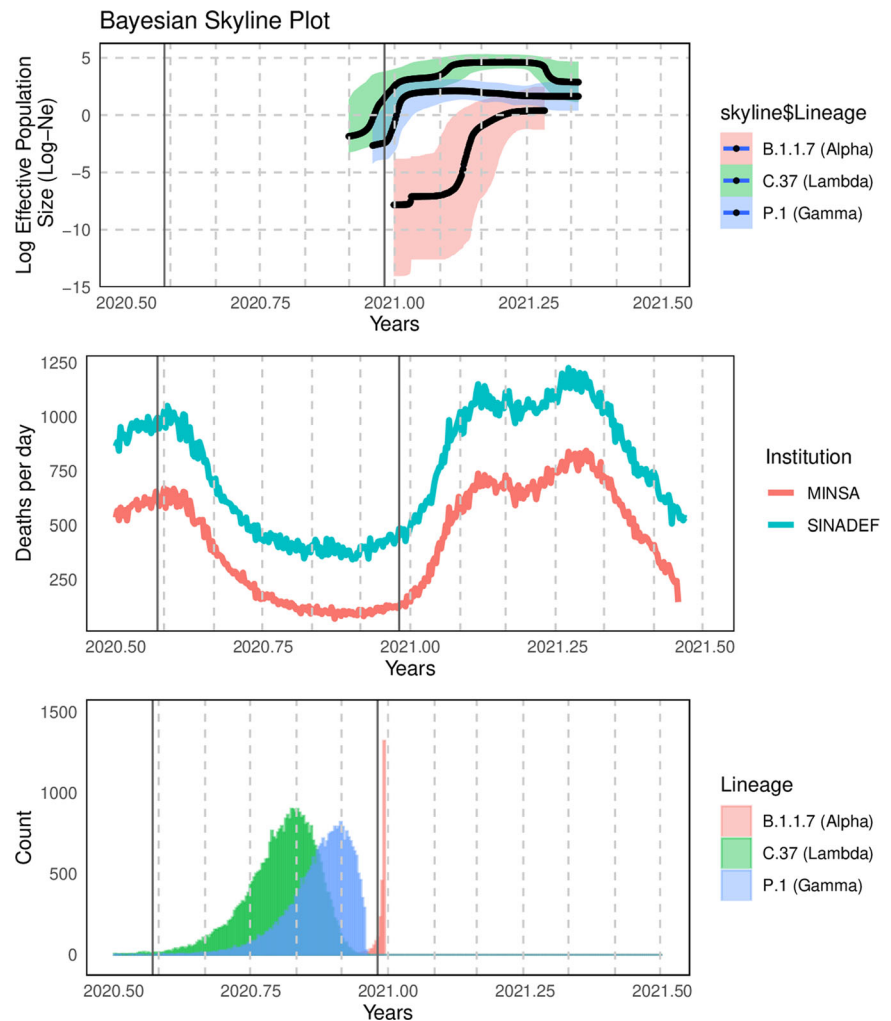 Bayesian Skyline Plot
Log Effective Population
Size (Log−Ne)
5
0
−5
−10
−15
2020.50 2020.75 2021.00 2021.25 2021.50
Years
skyline$Lineage
B.1.1.7 (Alpha)
C.37 (Lambda)
P.1 (Gamma)
Deaths per day
1250
1000
750
500
250
2020.50 2020.75 2021.00 2021.25 2021.50
Years
Institution
MINSA
SINADEF
Count
1500
1000
500
0
2020.50 2020.75 2021.00 2021.25 2021.50
Years
Lineage
B.1.1.7 (Alpha)
C.37 (Lambda)
P.1 (Gamma)